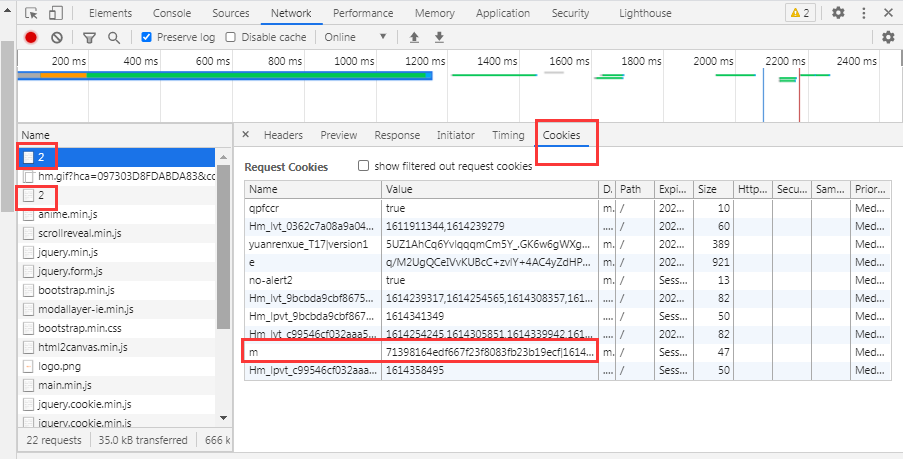 Elements Console Sources Network Performance Memory Application Security Lighthouse 2
Preserve log Disable cache Online
200 ms 400 ms 600 ms 800 ms 1000 ms 1200 ms 1400 ms 1600 ms 1800 ms 2000 ms 2200 ms 2400 ms
Name
2
hm.gif?hca=097303D8FDABDA83&cc
2
anime.min.js
scrollreveal.min.js
jquery.min.js
jquery.form.js
bootstrap.min.js
modallayer-ie.min.js
bootstrap.min.css
html2canvas.min.js
logo.png
main.min.js
jquery.cookie.min.js
jquery.cookie.min.js
22 requests 35.0 kB transferred 666 k
× Headers Preview Response Initiator Timing Cookies
Request Cookies show filtered out request cookies
Name Value D. Path Expi... Size Http... Secu... Sam... Prior...
qpfccr true m. / 202... 10 Med...
Hm_lvt_0362c7a08a9a04... 1611911344,1614239279 .... / 202... 60 Med...
yuanrenxue_T17|version1 5UZ1AhCq6YvlqqqmCm5Y_.GK6w6gWXg... m. / 202... 389 Med...
e q/M2UgQCeIVvKUBcC+zvlY+4AC4yZdHP... m. / 202... 921 Med...
no-alert2 true m. / Sess... 13 Med...
Hm_lvt_9bcbda9cbf8675... 1614239317,1614254565,1614308357,161... .... / 202... 82 Med...
Hm_lpvt_9bcbda9cbf867... 1614341349 .... / Sess... 50 Med...
Hm_lvt_c99546cf032aaa5... 1614254245,1614305851,1614339942,161... .... / 202... 82 Med...
m 71398164edf667f23f8083fb23b19ecf|1614... m. / Sess... 47 Med...
Hm_lpvt_c99546cf032aaa... 1614358495 .... / Sess... 50 Med...